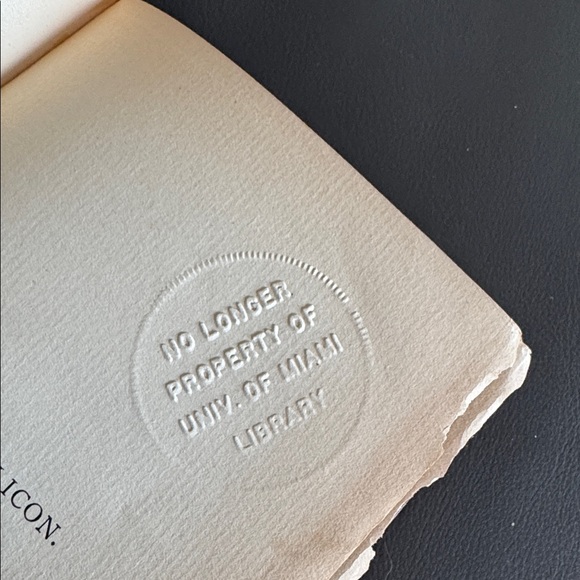 NO LONGER
PROPERTY OF
UNIV. OF MIAMI
LIBRARY
ICON.